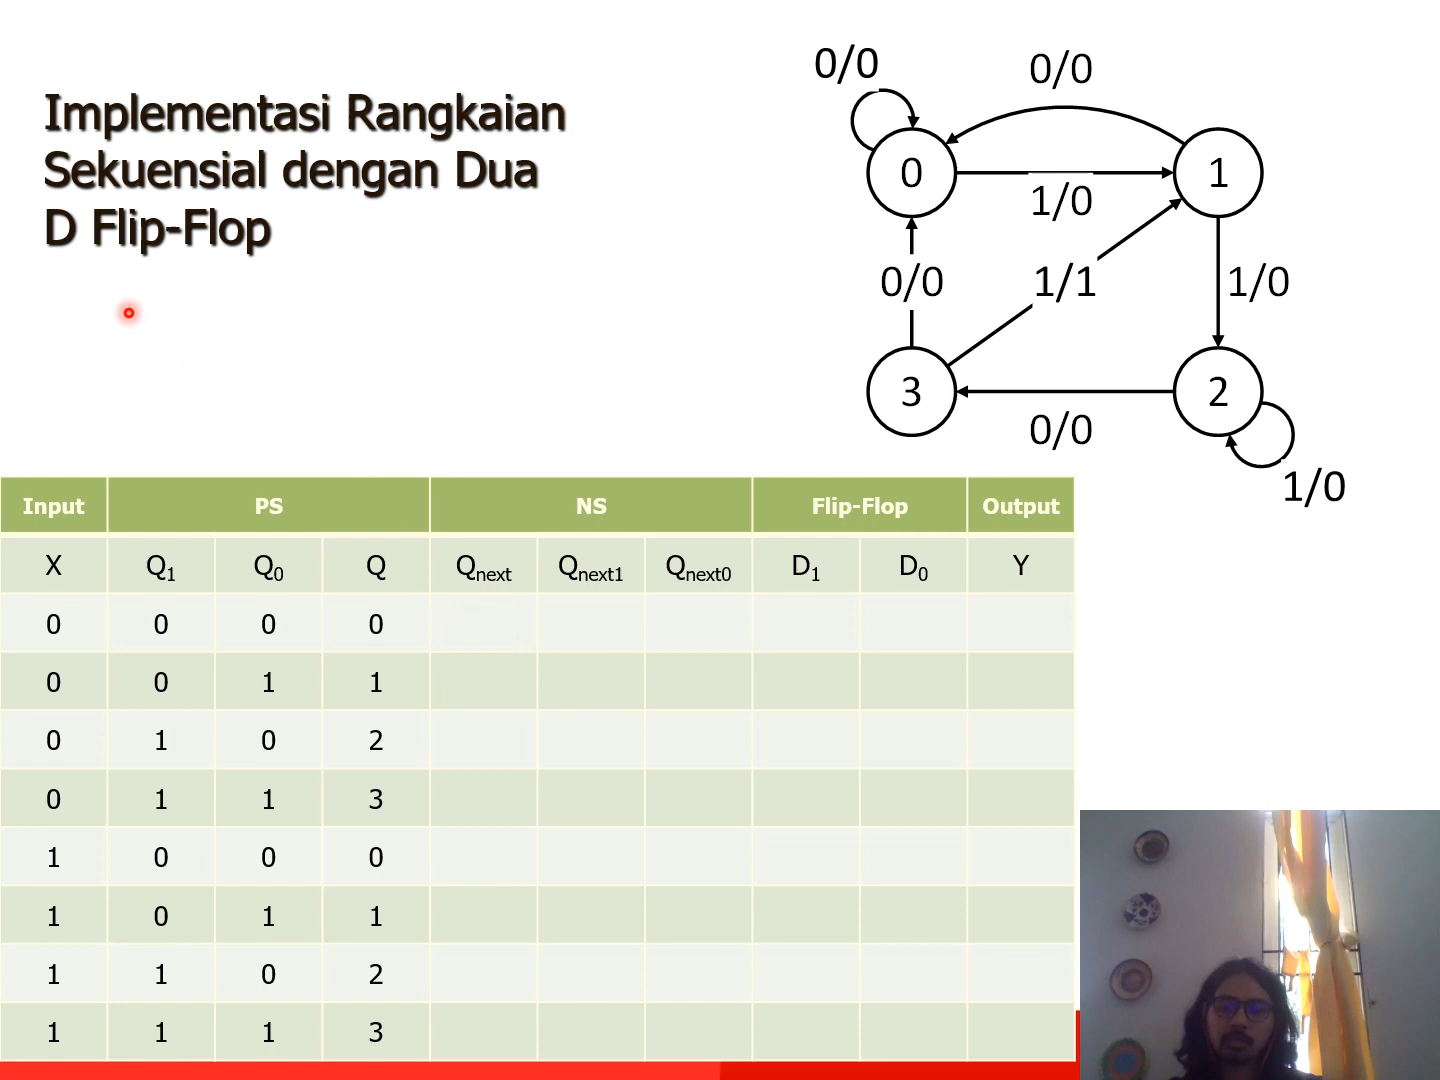 Implementasi Rangkaian
Sekuensial dengan Dua
D Flip-Flop
0/0
0/0
0
1
1/0
0/0
1/1
1/0
3
2
0/0
1/0
Input PS NS Flip-Flop Output
X Q1 Q0 Q Qnext Qnext1 Qnext0 D1 D0 Y
0 0 0 0
0 0 1 1
0 1 0 2
0 1 1 3
1 0 0 0
1 0 1 1
1 1 0 2
1 1 1 3